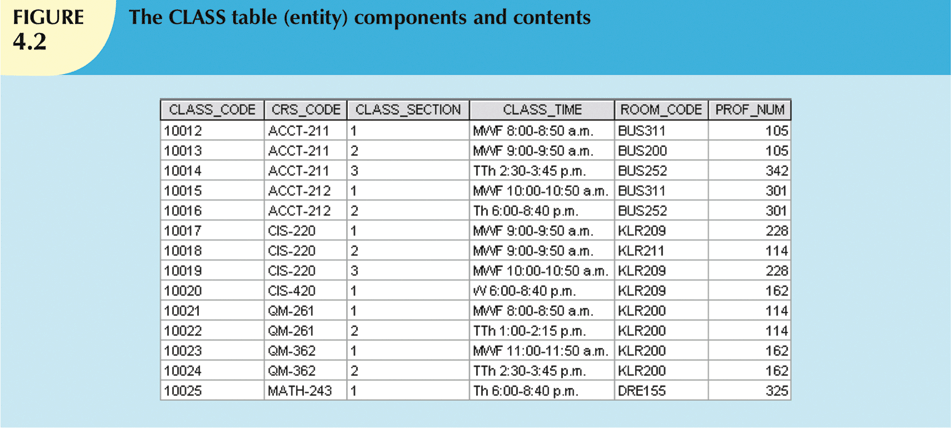 FIGURE 4.2
The CLASS table (entity) components and contents
CLASS_CODE CRS_CODE CLASS_SECTION CLASS_TIME ROOM_CODE PROF_NUM
10012 ACCT-211 1 MWF 8:00-8:50 a.m. BUS311 105
10013 ACCT-211 2 MWF 9:00-9:50 a.m. BUS200 105
10014 ACCT-211 3 TTh 2:30-3:45 p.m. BUS252 342
10015 ACCT-212 1 MWF 10:00-10:50 a.m. BUS311 301
10016 ACCT-212 2 Th 6:00-8:40 p.m. BUS252 301
10017 CIS-220 1 MWF 9:00-9:50 a.m. KLR209 228
10018 CIS-220 2 MWF 9:00-9:50 a.m. KLR211 114
10019 CIS-220 3 MWF 10:00-10:50 a.m. KLR209 228
10020 CIS-420 1 W 6:00-8:40 p.m. KLR209 162
10021 QM-261 1 MWF 8:00-8:50 a.m. KLR200 114
10022 QM-261 2 TTh 1:00-2:15 p.m. KLR200 114
10023 QM-362 1 MWF 11:00-11:50 a.m. KLR200 162
10024 QM-362 2 TTh 2:30-3:45 p.m. KLR200 162
10025 MATH-243 1 Th 6:00-8:40 p.m. DRE155 325